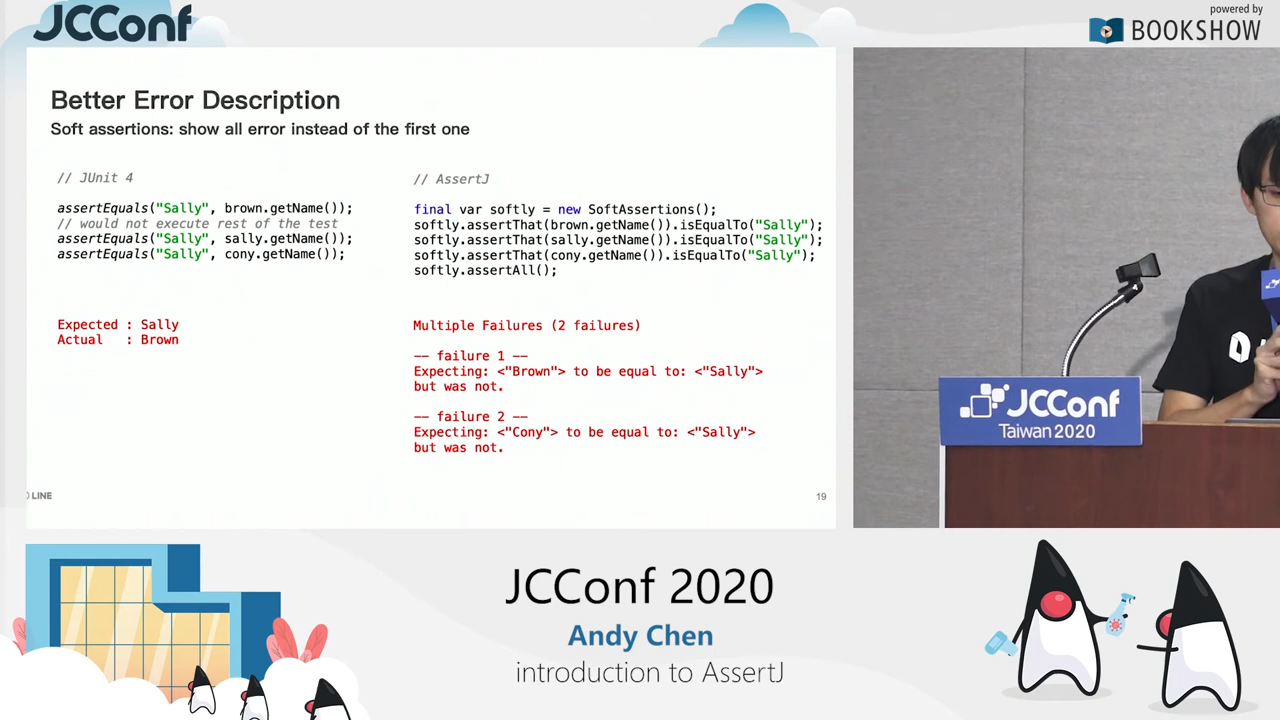 JCConf
powered by
BOOKSHOW
Better Error Description
Soft assertions: show all error instead of the first one
// JUnit 4
assertEquals("Sally", brown.getName());
// would not execute rest of the test
assertEquals("Sally", sally.getName());
assertEquals("Sally", cony.getName());
Expected : Sally
Actual   : Brown
// AssertJ
final var softly = new SoftAssertions();
softly.assertThat(brown.getName()).isEqualTo("Sally");
softly.assertThat(sally.getName()).isEqualTo("Sally");
softly.assertThat(cony.getName()).isEqualTo("Sally");
softly.assertAll();
Multiple Failures (2 failures)
-- failure 1 --
Expecting: <"Brown"> to be equal to: <"Sally">
but was not.
-- failure 2 --
Expecting: <"Cony"> to be equal to: <"Sally">
but was not.
LINE
19
JCConf
Taiwan 2020
JCConf 2020
Andy Chen
introduction to AssertJ